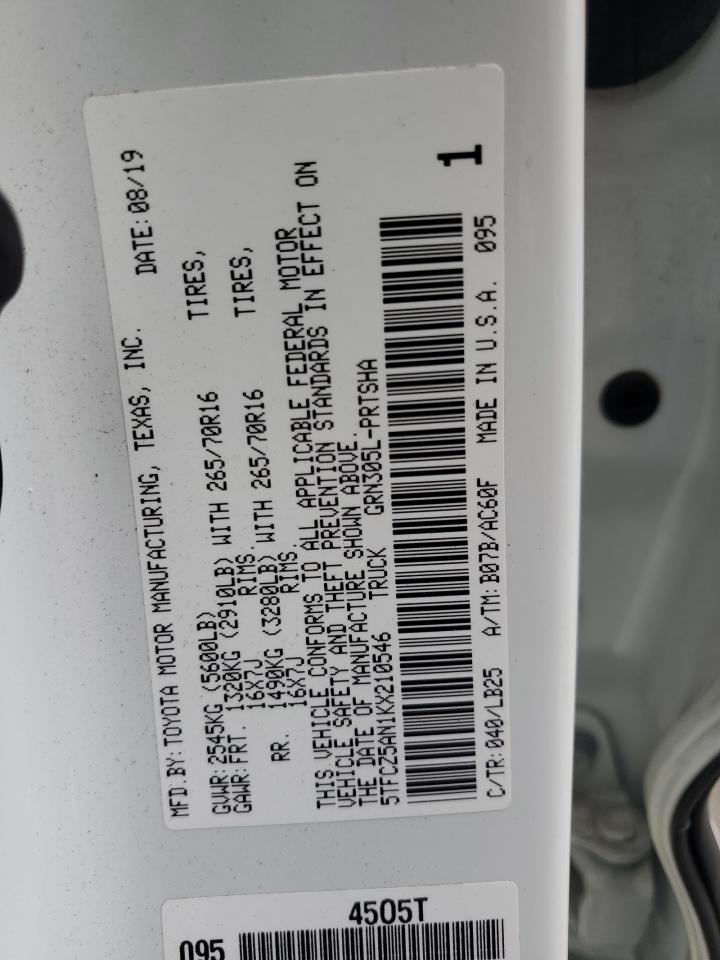 MFD.BY:TOYOTA MOTOR MANUFACTURING, TEXAS, INC. DATE:08/19
GVWR:2545KG (5600LB)
GAWR:FRT. 1320KG (2910LB) WITH 265/70R16 TIRES,
16X7J RIMS.
RR. 1490KG (3280LB) WITH 265/70R16 TIRES,
16X7J RIMS.
THIS VEHICLE CONFORMS TO ALL APPLICABLE FEDERAL MOTOR
VEHICLE SAFETY AND THEFT PREVENTION STANDARDS IN EFFECT ON
THE DATE OF MANUFACTURE SHOWN ABOVE.
5TFCZ5AN1KX210546 TRUCK GRN305L-PRTSHA
1
C/TR:040/LB25 A/TM:B07B/AC60F MADE IN U.S.A. 095
4505T
095